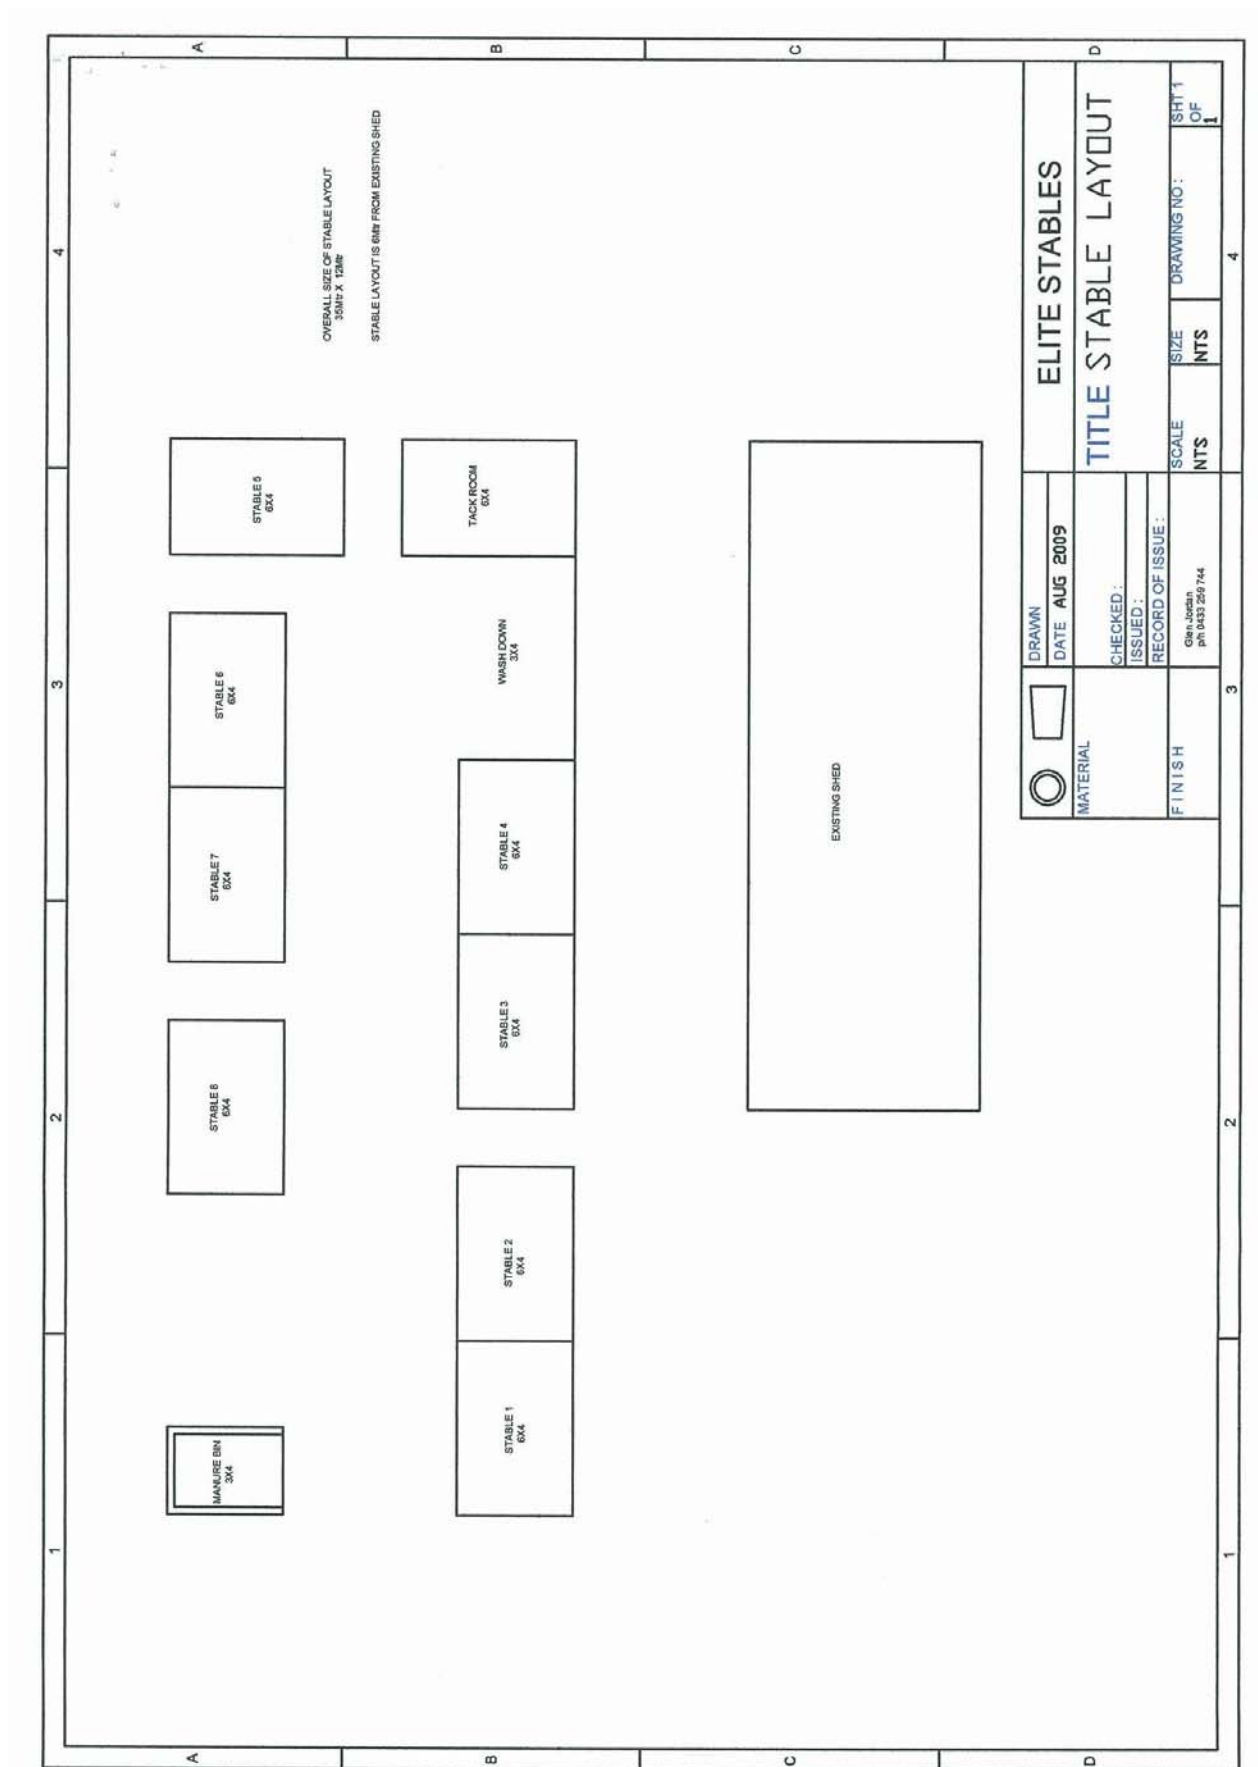 1
2
3
4
A
A
B
B
C
C
D
D
MANURE BIN
3X4
STABLE 8
6X4
STABLE 7
6X4
STABLE 6
6X4
STABLE 5
6X4
OVERALL SIZE OF STABLE LAYOUT
35Mtr X 12Mtr
STABLE LAYOUT IS 6Mtr FROM EXISTING SHED
STABLE 1
6X4
STABLE 2
6X4
STABLE 3
6X4
STABLE 4
6X4
WASH DOWN
3X4
TACK ROOM
6X4
EXISTING SHED
DRAWN
DATE AUG 2009
ELITE STABLES
MATERIAL
CHECKED :
ISSUED :
RECORD OF ISSUE :
TITLE STABLE LAYOUT
FINISH
Glen Jordan
p/h 0433 259 744
SCALE
NTS
SIZE
NTS
DRAWING NO :
SHT 1
OF
1
1
2
3
4